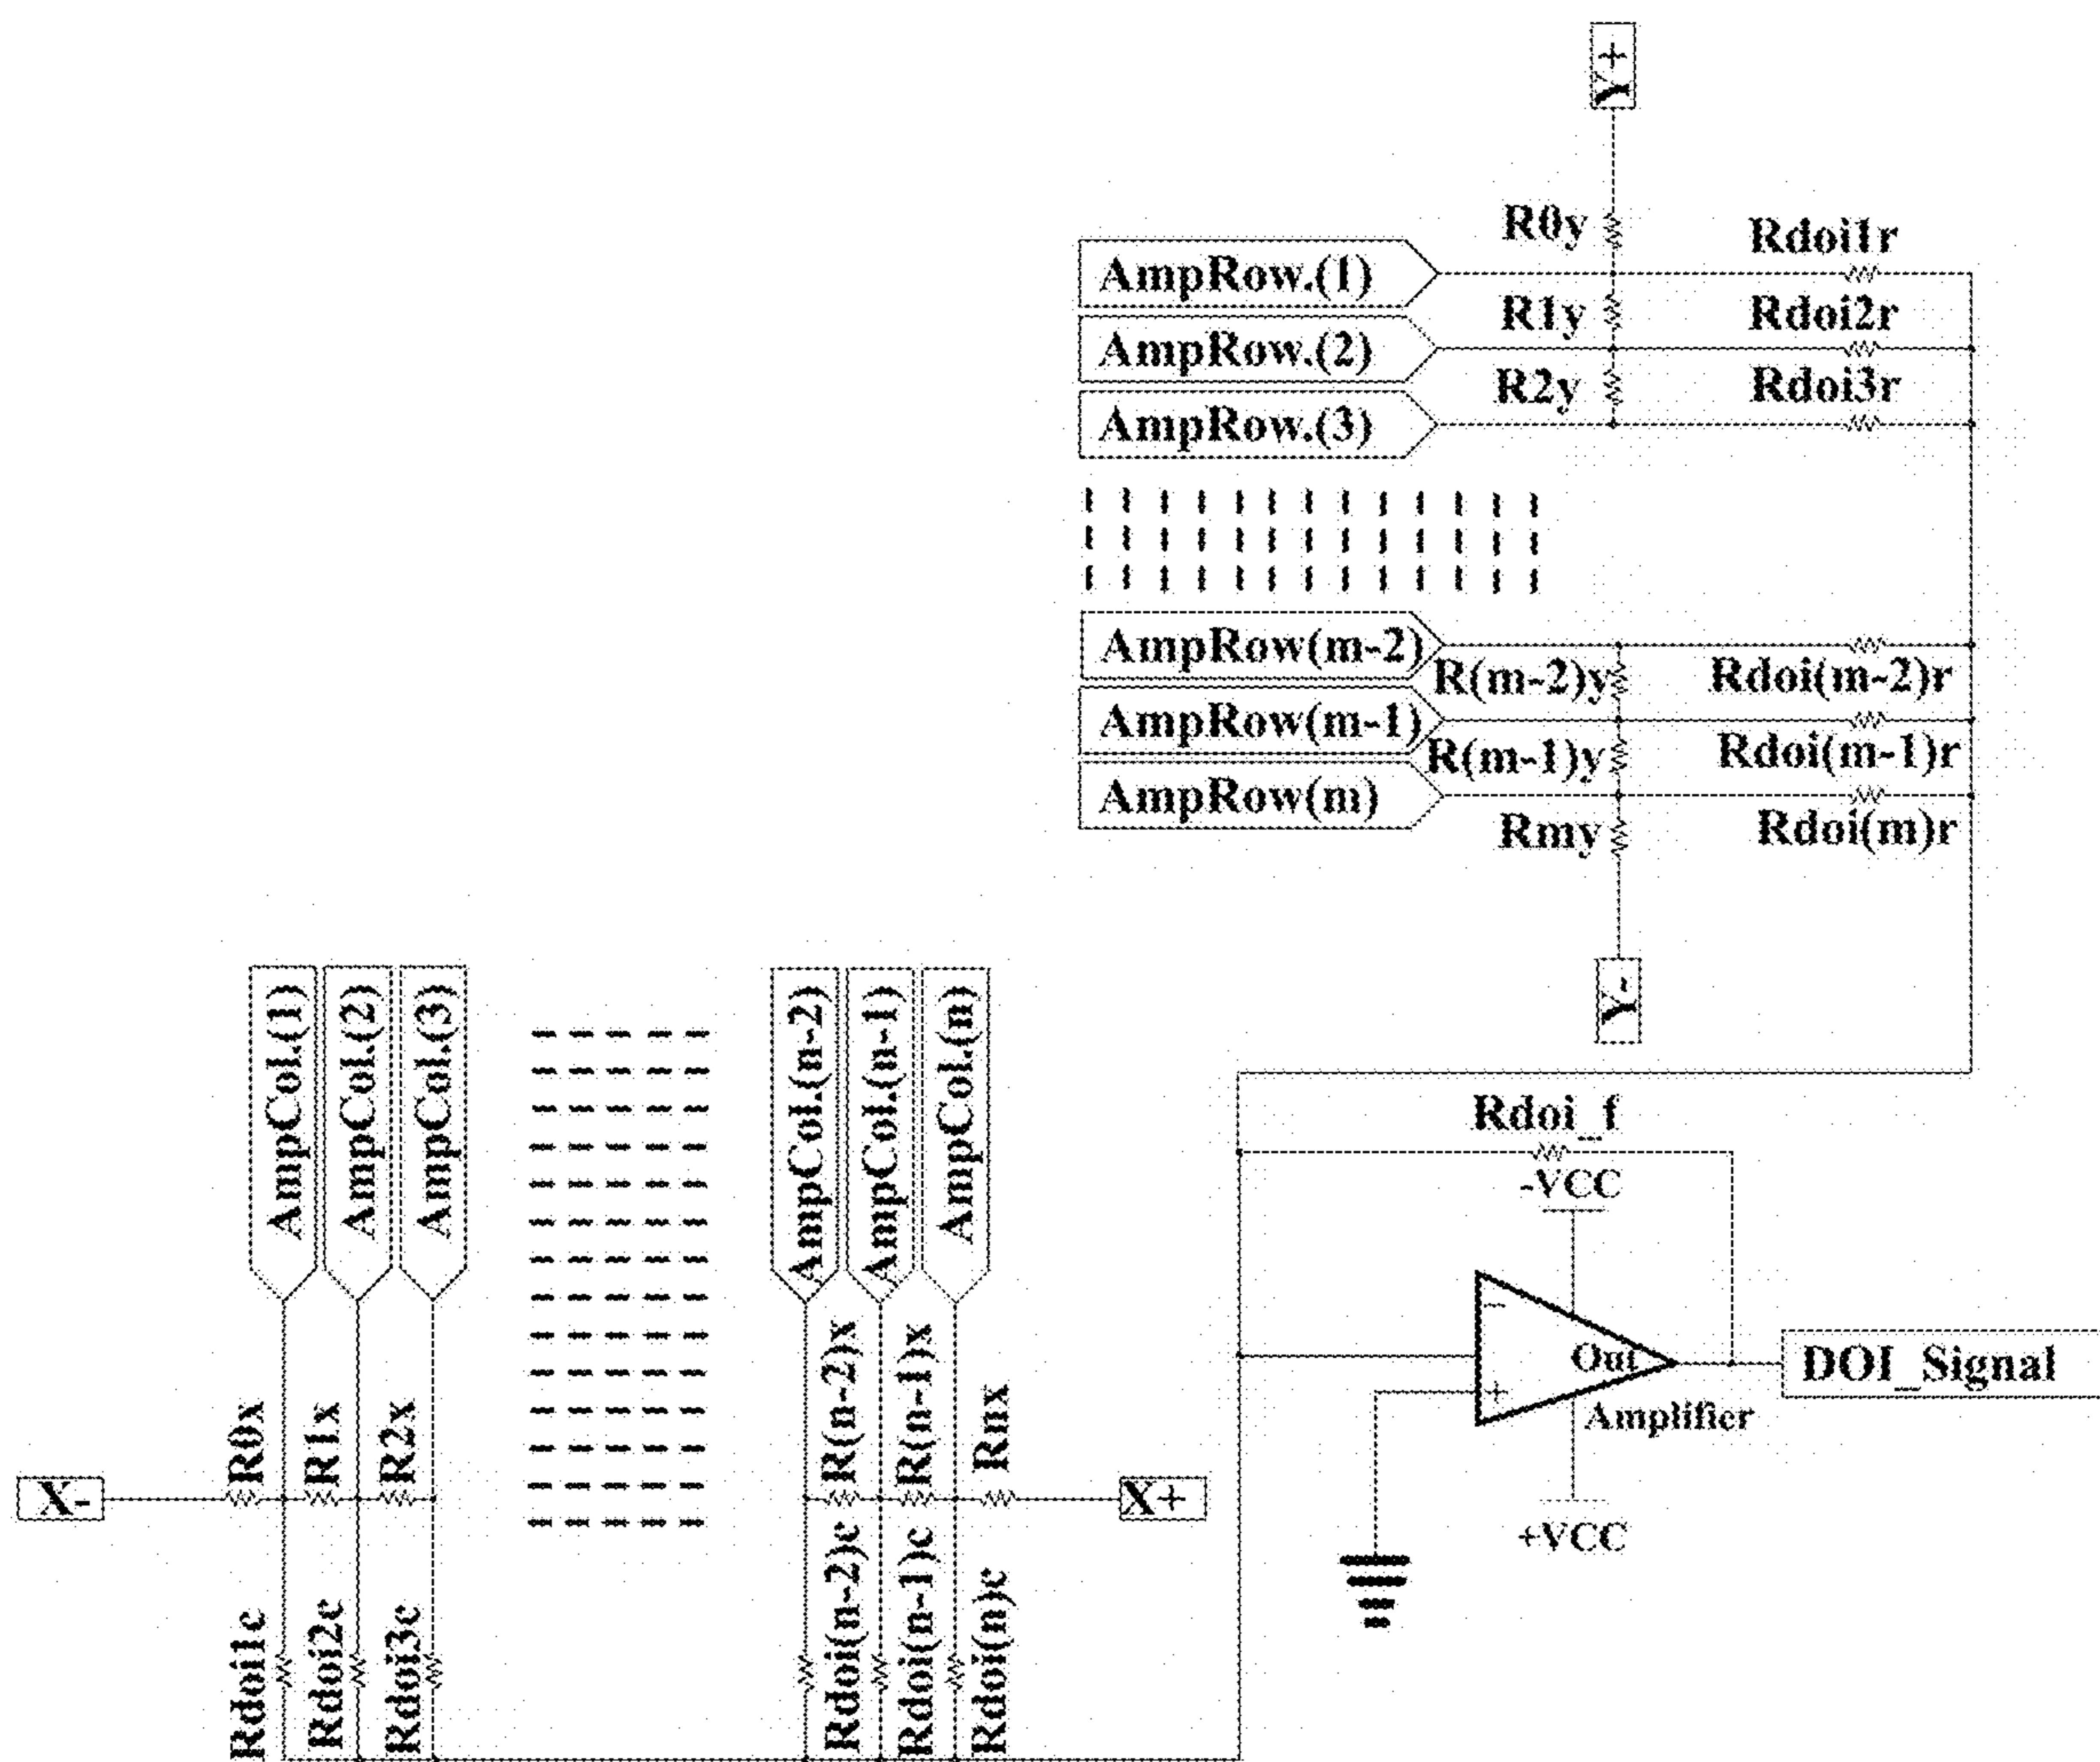 Y+
R0y
Rdoi1r
AmpRow.(1)
R1y
Rdoi2r
AmpRow.(2)
R2y
Rdoi3r
AmpRow.(3)
AmpRow(m-2)
R(m-2)y
Rdoi(m-2)r
AmpRow(m-1)
R(m-1)y
Rdoi(m-1)r
AmpRow(m)
Rmy
Rdoi(m)r
Y-
AmpCol.(1)
AmpCol.(2)
AmpCol.(3)
AmpCol.(n-2)
AmpCol.(n-1)
AmpCol.(n)
Rdoi_f
-VCC
Out
Amplifier
+VCC
DOI_Signal
X-
R0x
R1x
R2x
R(n-2)x
R(n-1)x
Rnx
X+
Rdoi1c
Rdoi2c
Rdoi3c
Rdoi(n-2)c
Rdoi(n-1)c
Rdoi(n)c